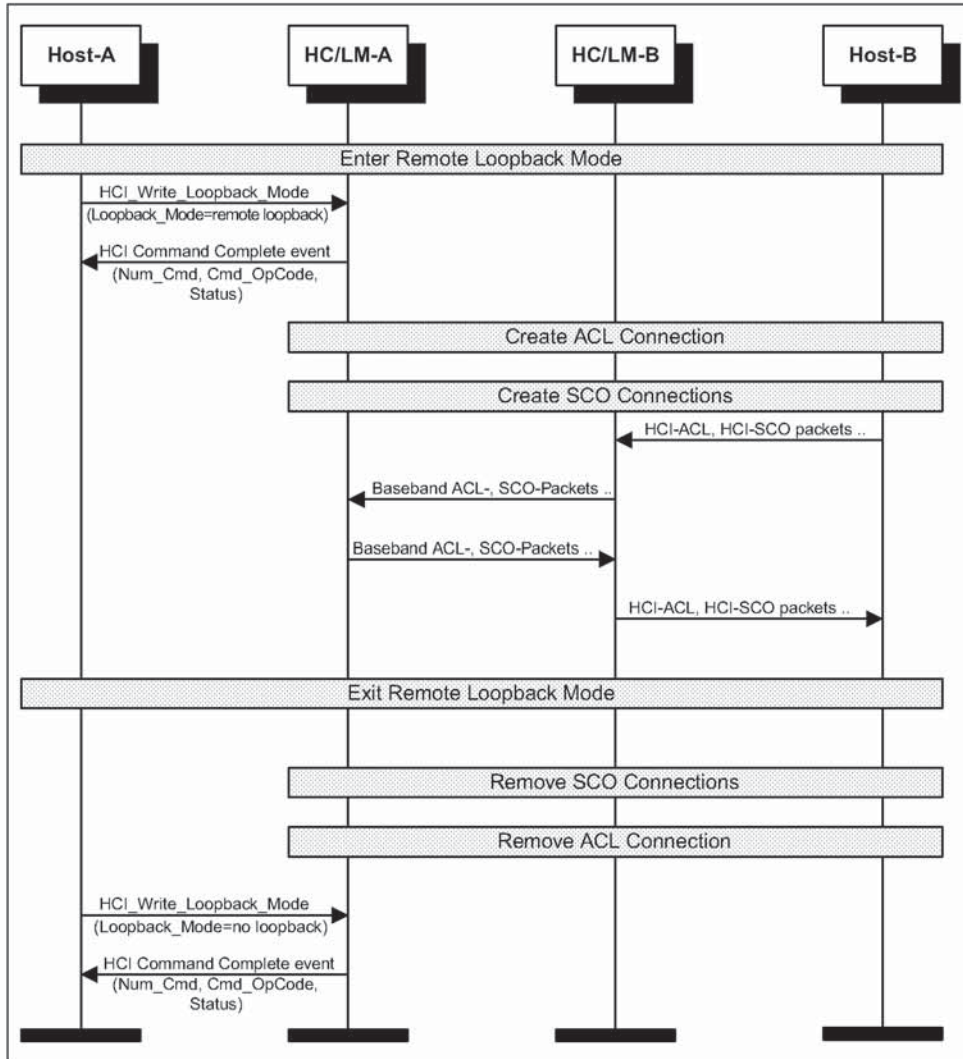 Host-A
HC/LM-A
HC/LM-B
Host-B
Enter Remote Loopback Mode
HCI_Write_Loopback_Mode
(Loopback_Mode=remote loopback)
HCI Command Complete event
(Num_Cmd, Cmd_OpCode,
Status)
Create ACL Connection
Create SCO Connections
HCI-ACL, HCI-SCO packets ..
Baseband ACL-, SCO-Packets ..
Baseband ACL-, SCO-Packets ..
HCI-ACL, HCI-SCO packets ..
Exit Remote Loopback Mode
Remove SCO Connections
Remove ACL Connection
HCI_Write_Loopback_Mode
(Loopback_Mode=no loopback)
HCI Command Complete event
(Num_Cmd, Cmd_OpCode,
Status)